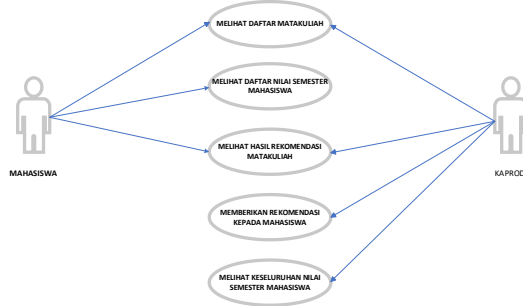 MELIHAT DAFTAR MATAKULIAH
MELIHAT DAFTAR NILAI SEMESTER
MAHASISWA
MELIHAT HASIL REKOMENDASI
MATAKULIAH
MAHASISWA
KAPROD
MEMBERIKAN REKOMENDASI
KEPADA MAHASISWA
MELIHAT KESELURUHAN NILAI
SEMESTER MAHASISWA